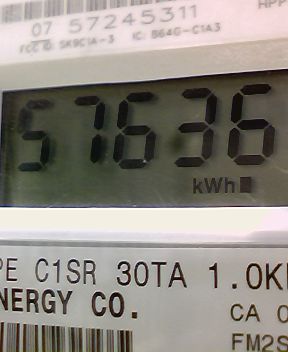 HPP
07 57245311
FCC ID: SK9C1A-3 IC: 864G-C1A3
57636
kWh
PE C1SR 30TA 1.0K
NERGY CO.
CA 0
FM2S